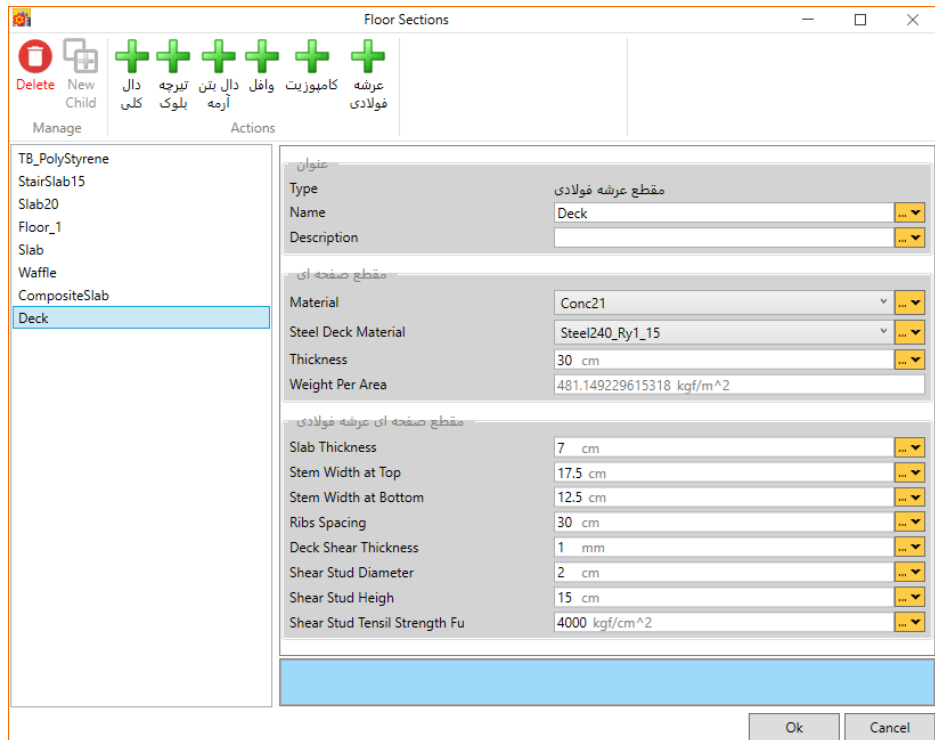 Floor Sections
Delete
New Child
دال کلی
تیرچه بلوک
دال بتن آرمه
وافل
کامپوزیت
عرشه فولادی
Manage
Actions
TB_PolyStyrene
StairSlab15
Slab20
Floor_1
Slab
Waffle
CompositeSlab
Deck
عنوان
Type مقطع عرشه فولادی
Name Deck ...
Description ...
مقطع صفحه ای
Material Conc21 ...
Steel Deck Material Steel240_Ry1_15 ...
Thickness 30 cm ...
Weight Per Area 481.149229615318 kgf/m^2
مقطع صفحه ای عرشه فولادی
Slab Thickness 7 cm ...
Stem Width at Top 17.5 cm ...
Stem Width at Bottom 12.5 cm ...
Ribs Spacing 30 cm ...
Deck Shear Thickness 1 mm ...
Shear Stud Diameter 2 cm ...
Shear Stud Heigh 15 cm ...
Shear Stud Tensil Strength Fu 4000 kgf/cm^2 ...
Ok
Cancel